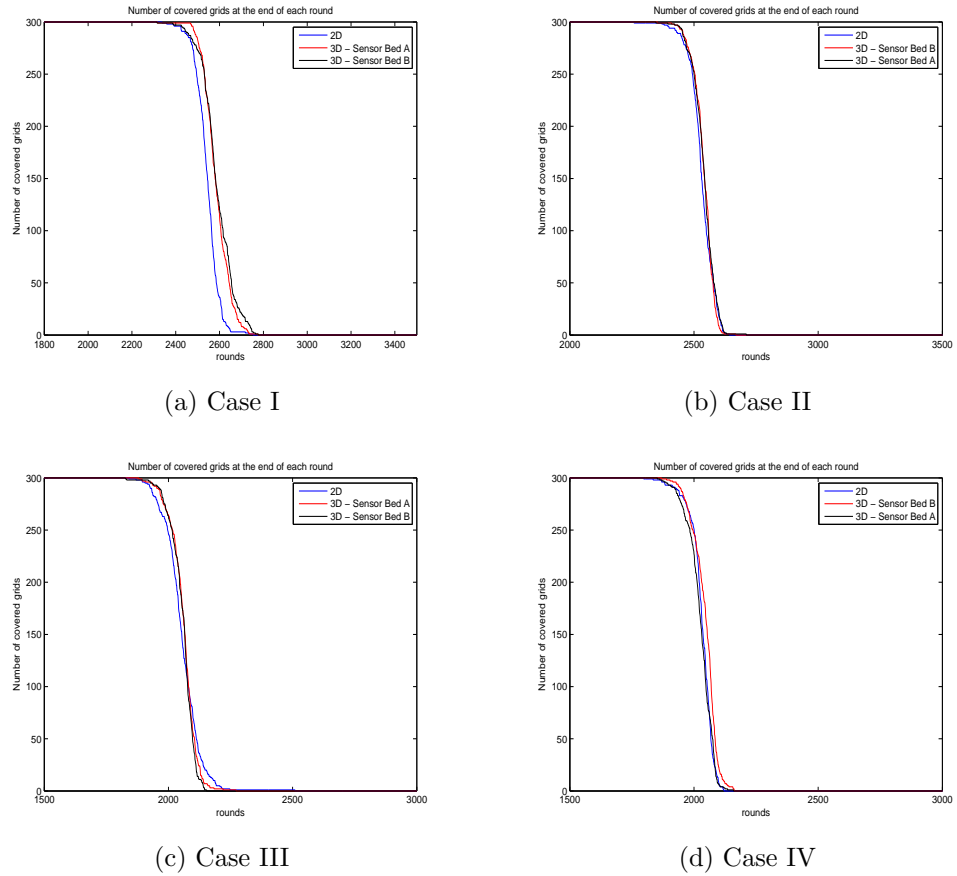 Number of covered grids at the end of each round
300
250
200
150
100
50
0
Number of covered grids
2D
3D − Sensor Bed A
3D − Sensor Bed B
1800 2000 2200 2400 2600 2800 3000 3200 3400
rounds
(a) Case I
Number of covered grids at the end of each round
300
250
200
150
100
50
0
Number of covered grids
2D
3D − Sensor Bed B
3D − Sensor Bed A
2000 2500 3000 3500
rounds
(b) Case II
Number of covered grids at the end of each round
300
250
200
150
100
50
0
Number of covered grids
2D
3D − Sensor Bed A
3D − Sensor Bed B
1500 2000 2500 3000
rounds
(c) Case III
Number of covered grids at the end of each round
300
250
200
150
100
50
0
Number of covered grids
2D
3D − Sensor Bed B
3D − Sensor Bed A
1500 2000 2500 3000
rounds
(d) Case IV